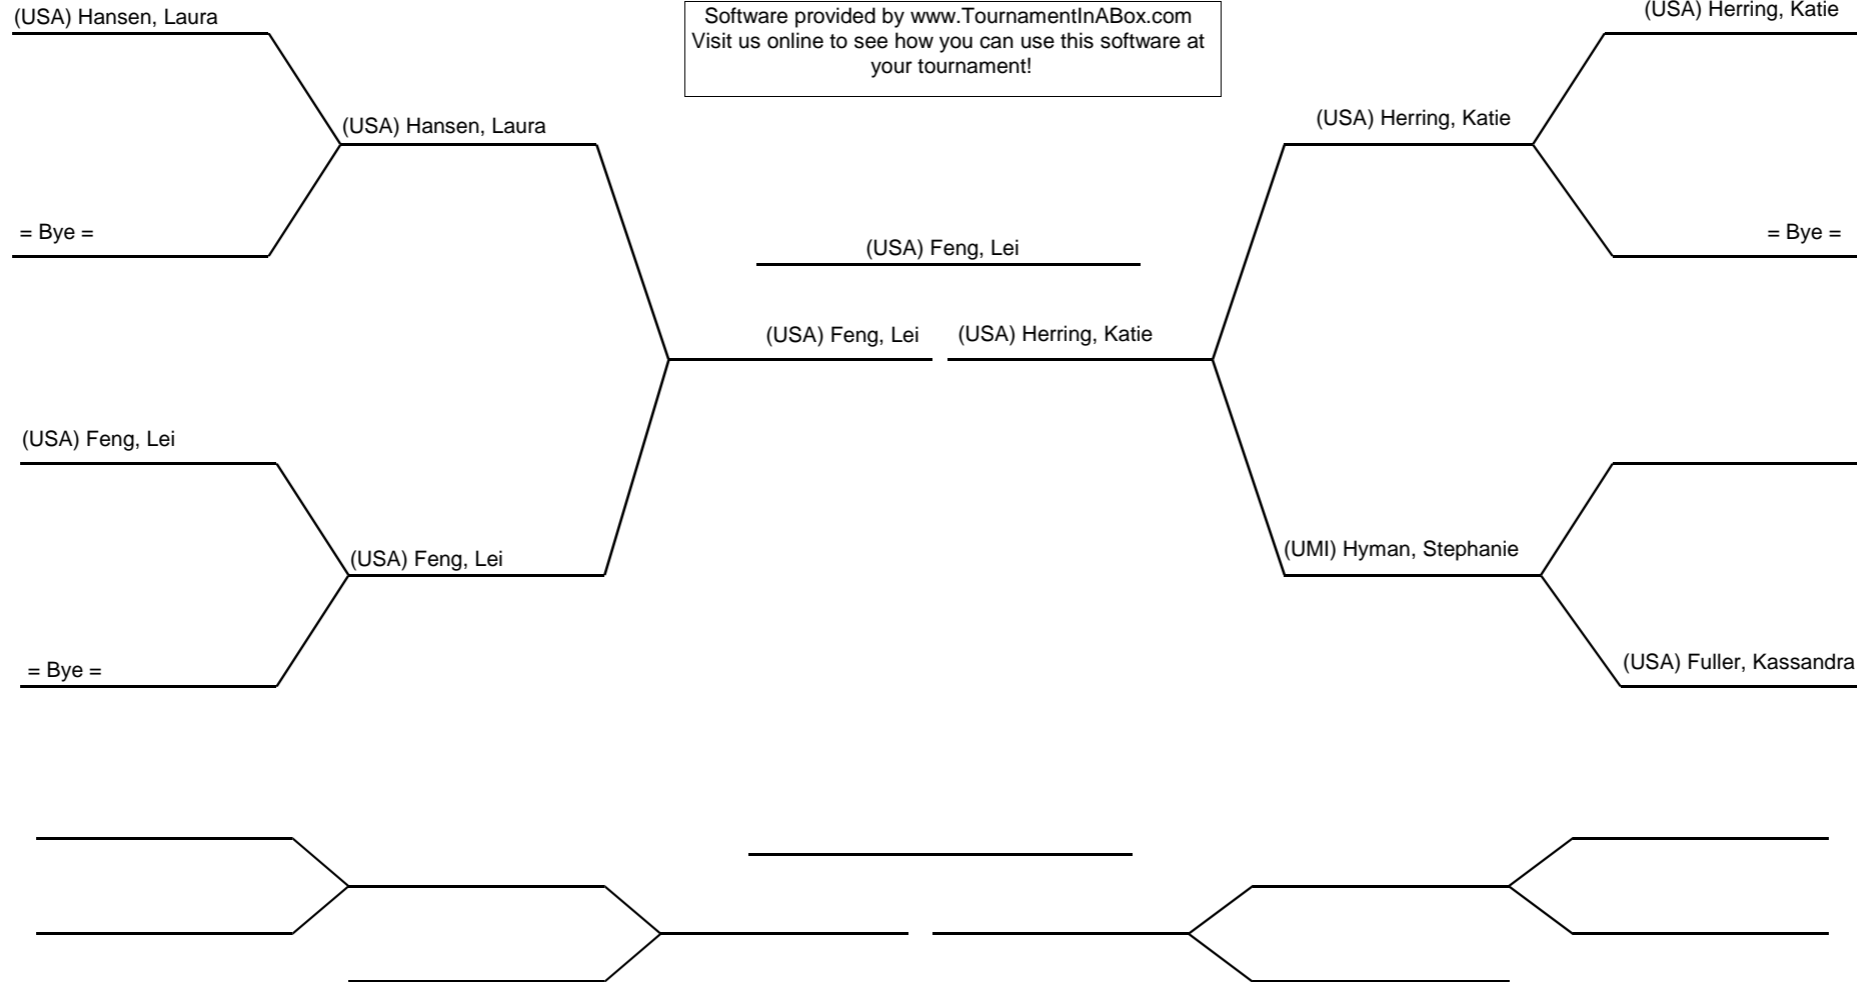 (USA) Hansen, Laura
Software provided by www.TournamentInABox.com
Visit us online to see how you can use this software at
your tournament!
(USA) Herring, Katie
(USA) Hansen, Laura
(USA) Herring, Katie
= Bye =
= Bye =
(USA) Feng, Lei
(USA) Feng, Lei
(USA) Herring, Katie
(USA) Feng, Lei
(USA) Feng, Lei
(UMI) Hyman, Stephanie
= Bye =
(USA) Fuller, Kassandra